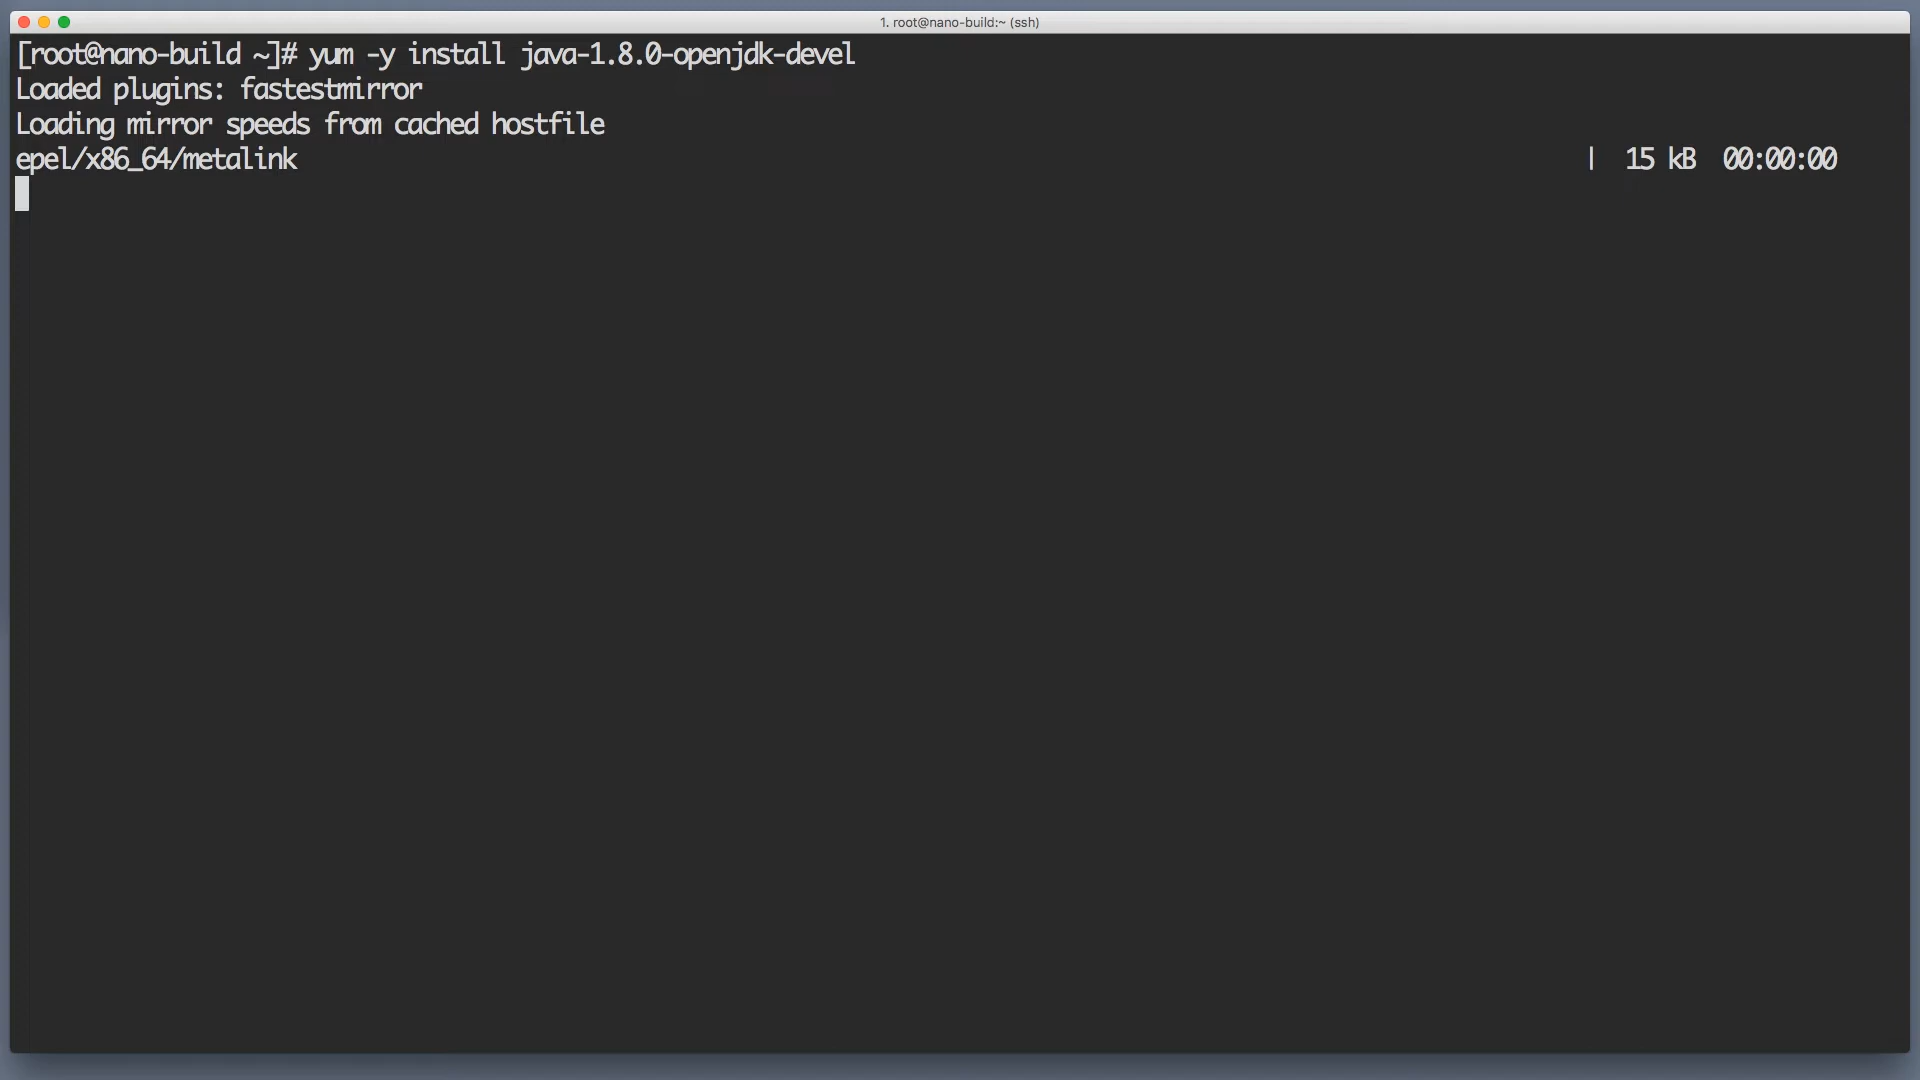 1. root@nano-build:~ (ssh)
[root@nano-build ~]# yum -y install java-1.8.0-openjdk-devel
Loaded plugins: fastestmirror
Loading mirror speeds from cached hostfile
epel/x86_64/metalink | 15 kB 00:00:00